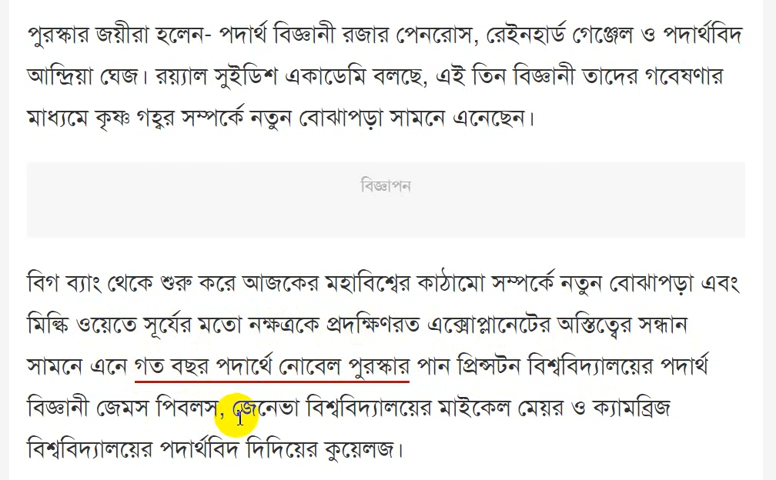 পুরস্কার জয়ীরা হলেন- পদার্থ বিজ্ঞানী রজার পেনরোস, রেইনহার্ড গেঞ্জেল ও পদার্থবিদ
আন্দ্রিয়া ঘেজ। রয়্যাল সুইডিশ একাডেমি বলছে, এই তিন বিজ্ঞানী তাদের গবেষণার
মাধ্যমে কৃষ্ণ গহ্বর সম্পর্কে নতুন বোঝাপড়া সামনে এনেছেন।
বিজ্ঞাপন
বিগ ব্যাং থেকে শুরু করে আজকের মহাবিশ্বের কাঠামো সম্পর্কে নতুন বোঝাপড়া এবং
মিল্কি ওয়েতে সূর্যের মতো নক্ষত্রকে প্রদক্ষিণরত এক্সোপ্লানেটের অস্তিত্বের সন্ধান
সামনে এনে গত বছর পদার্থে নোবেল পুরস্কার পান প্রিন্সটন বিশ্ববিদ্যালয়ের পদার্থ
বিজ্ঞানী জেমস পিবলস, জেনেভা বিশ্ববিদ্যালয়ের মাইকেল মেয়র ও ক্যামব্রিজ
বিশ্ববিদ্যালয়ের পদার্থবিদ দিদিয়ের কুয়েলজ।